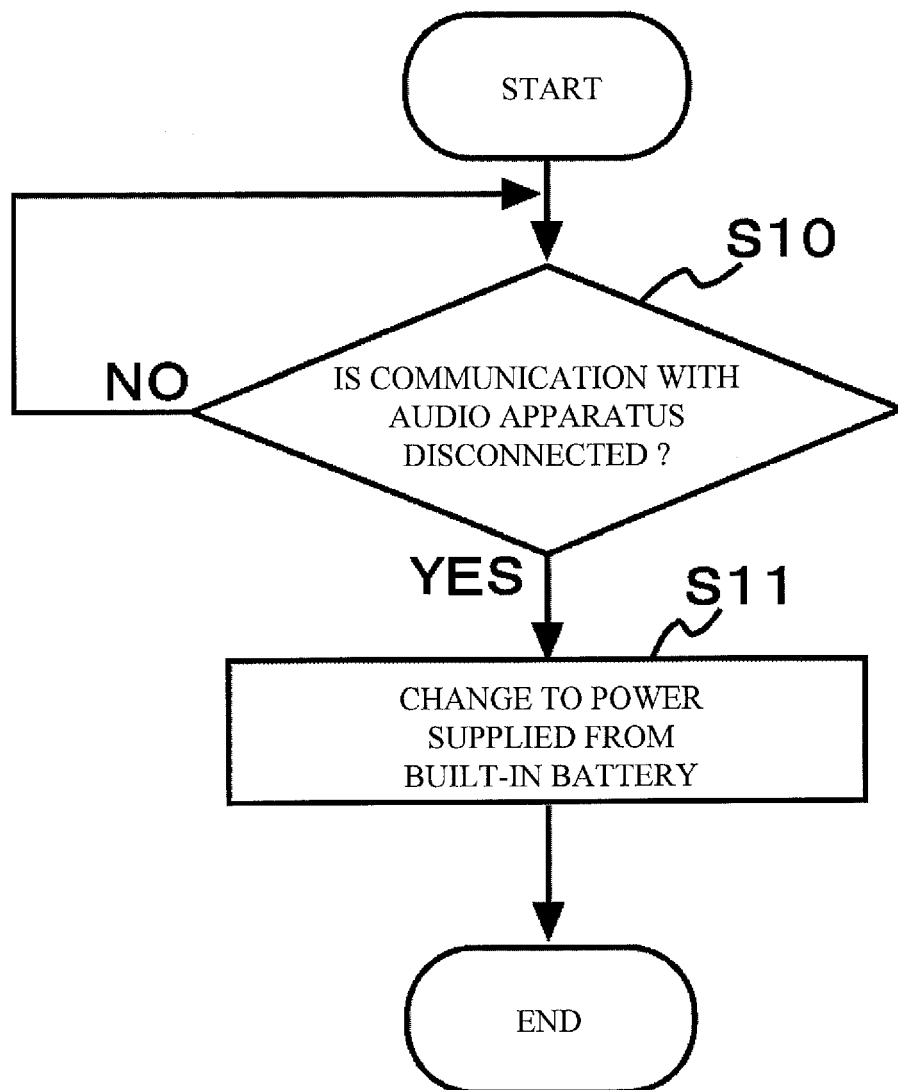 START
S10
IS COMMUNICATION WITH
AUDIO APPARATUS
DISCONNECTED ?
NO
YES
S11
CHANGE TO POWER
SUPPLIED FROM
BUILT-IN BATTERY
END